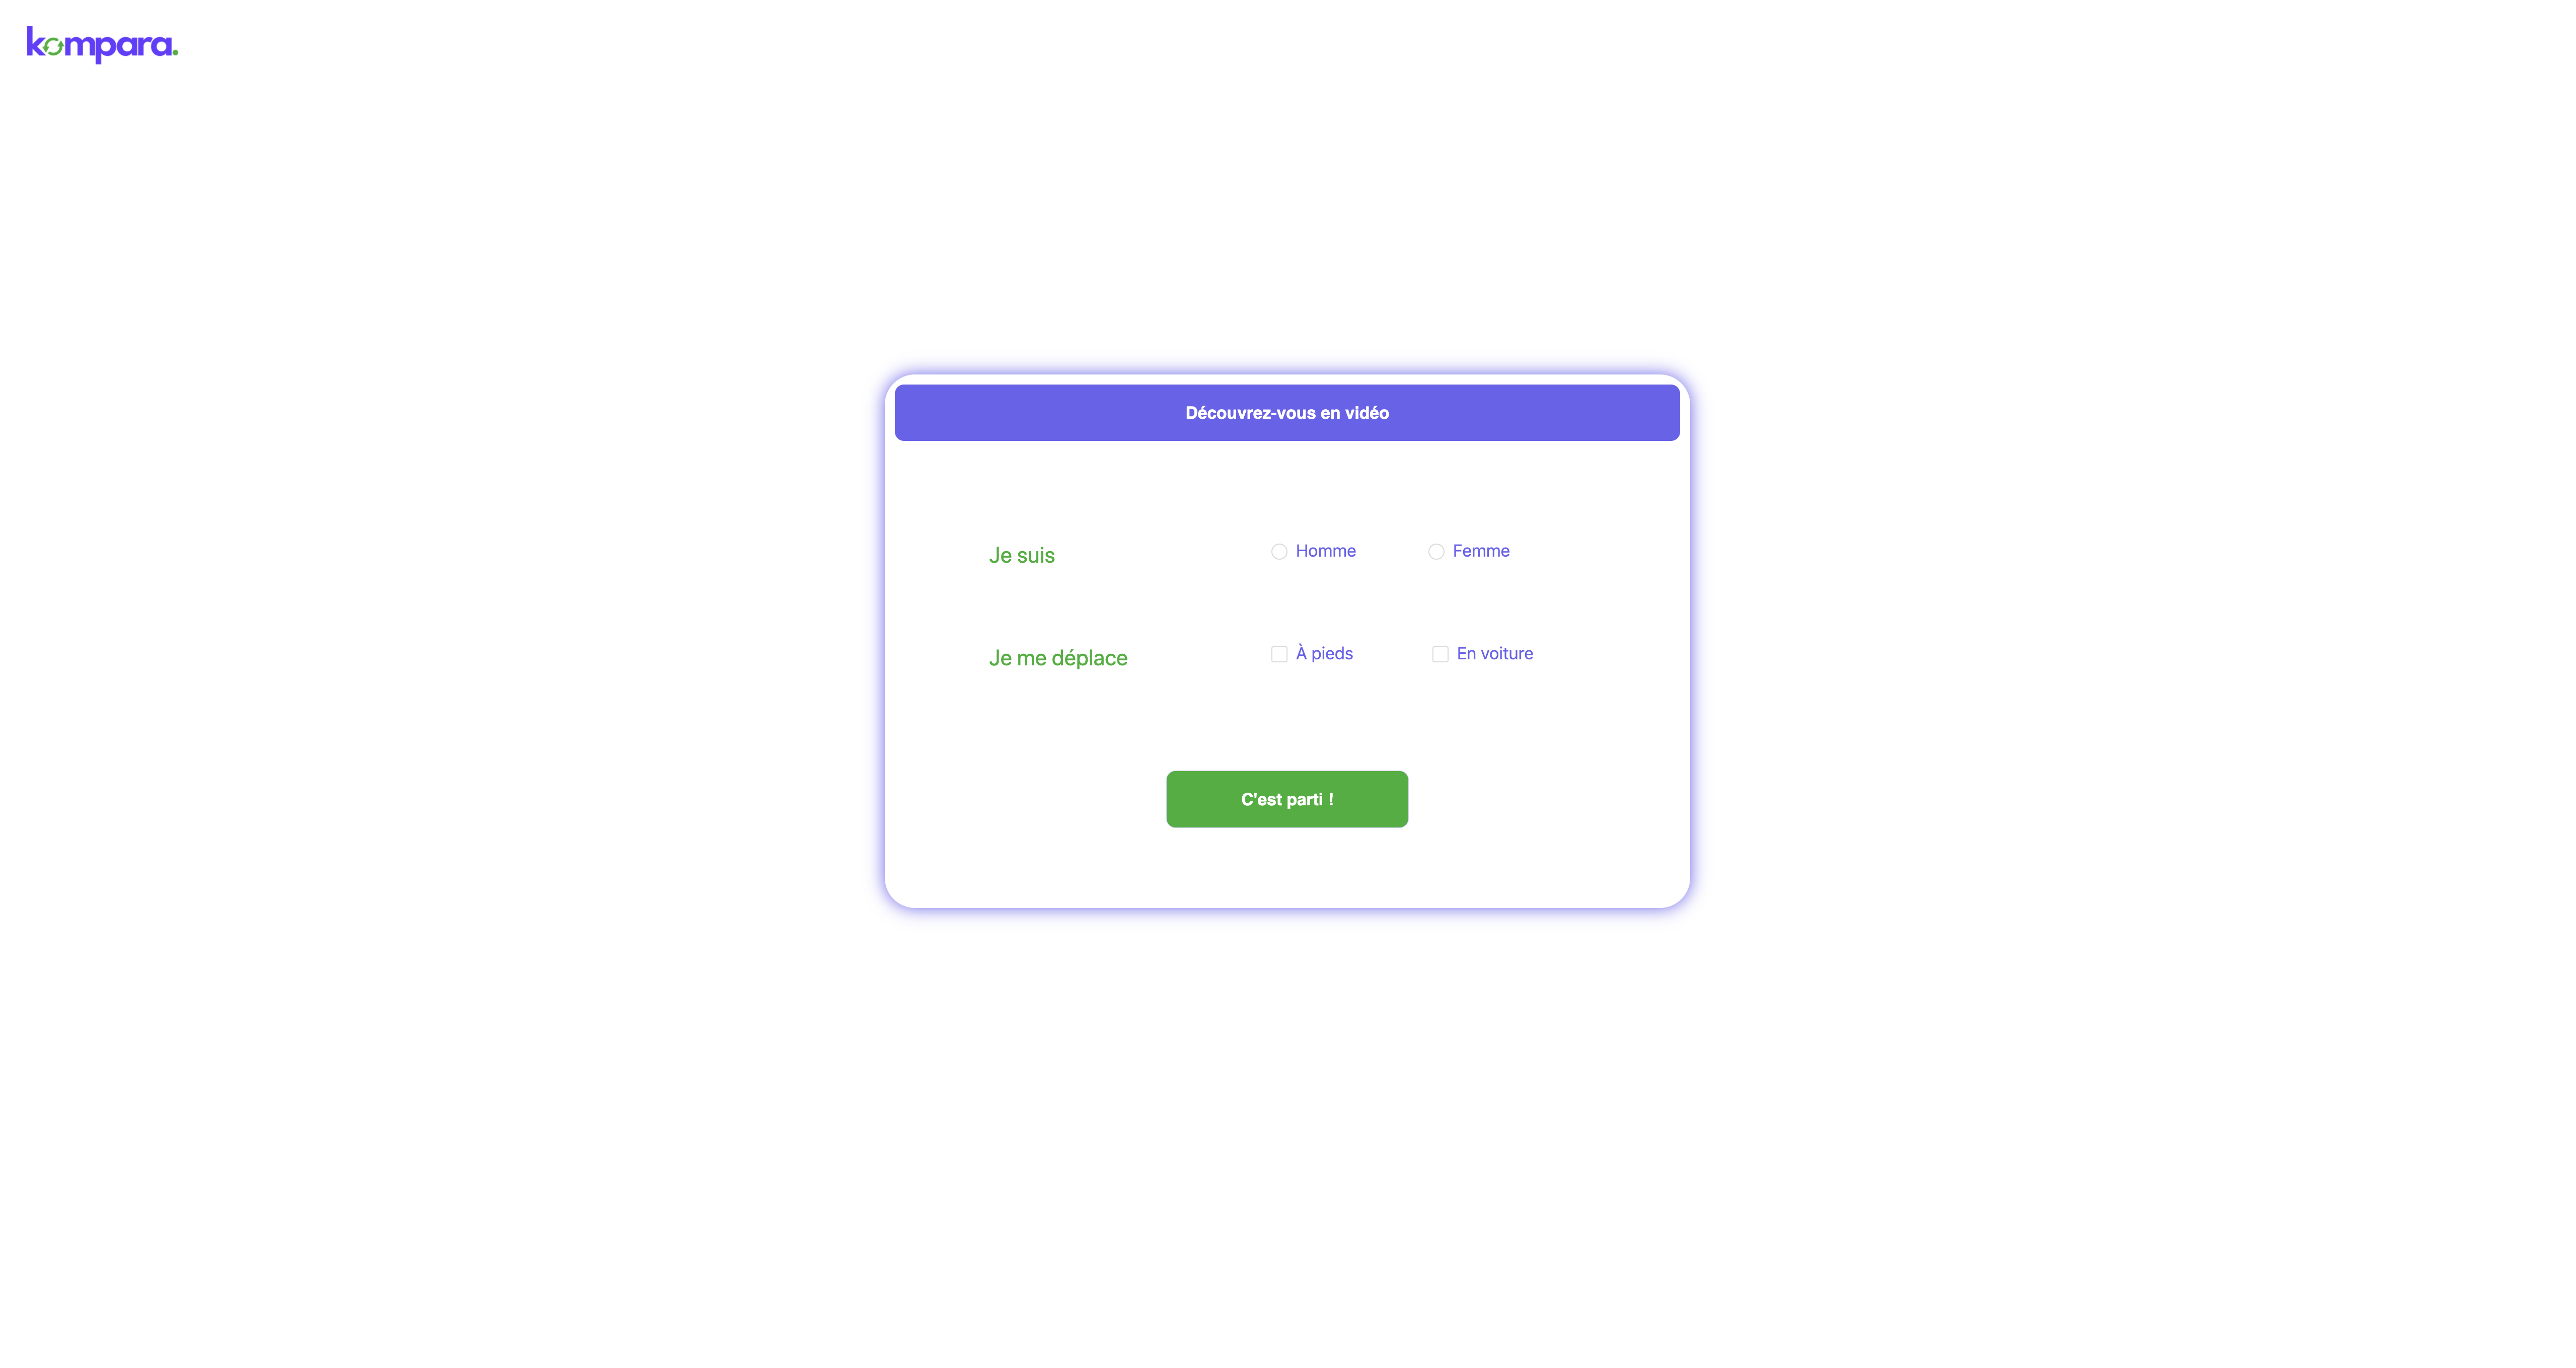 kompara.
Découvrez-vous en vidéo
Je suis
Homme
Femme
Je me déplace
À pieds
En voiture
C'est parti !